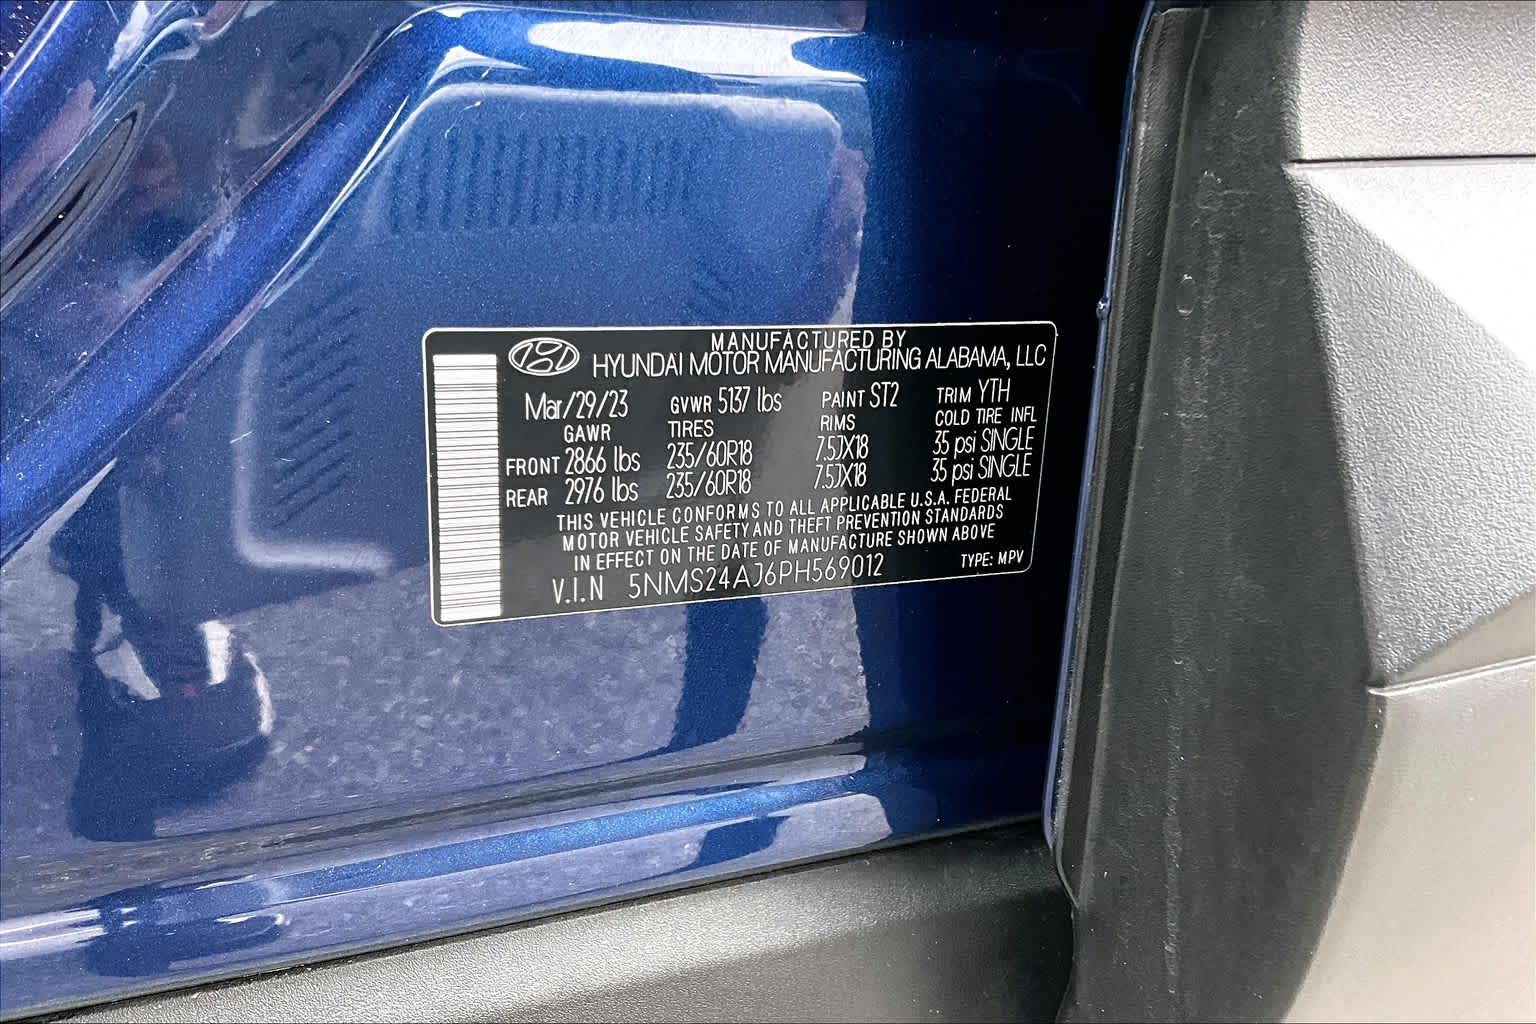 MANUFACTURED BY
HYUNDAI MOTOR MANUFACTURING ALABAMA, LLC
Mar/29/23 GVWR 5137 lbs PAINT ST2 TRIM YTH
GAWR TIRES RIMS COLD TIRE INFL
FRONT 2866 lbs 235/60R18 7.5JX18 35 psi SINGLE
REAR 2976 lbs 235/60R18 7.5JX18 35 psi SINGLE
THIS VEHICLE CONFORMS TO ALL APPLICABLE U.S.A. FEDERAL
MOTOR VEHICLE SAFETY AND THEFT PREVENTION STANDARDS
IN EFFECT ON THE DATE OF MANUFACTURE SHOWN ABOVE
V.I.N 5NMS24AJ6PH569012 TYPE: MPV